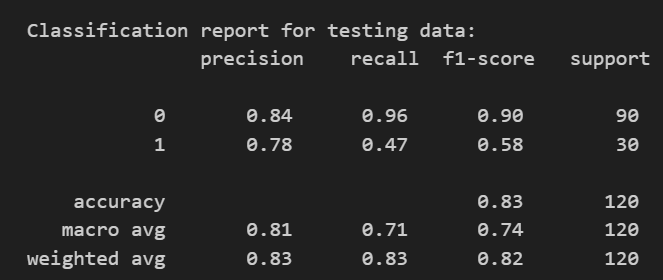 Classification report for testing data:
precision recall f1-score support
0 0.84 0.96 0.90 90
1 0.78 0.47 0.58 30
accuracy 0.83 120
macro avg 0.81 0.71 0.74 120
weighted avg 0.83 0.83 0.82 120